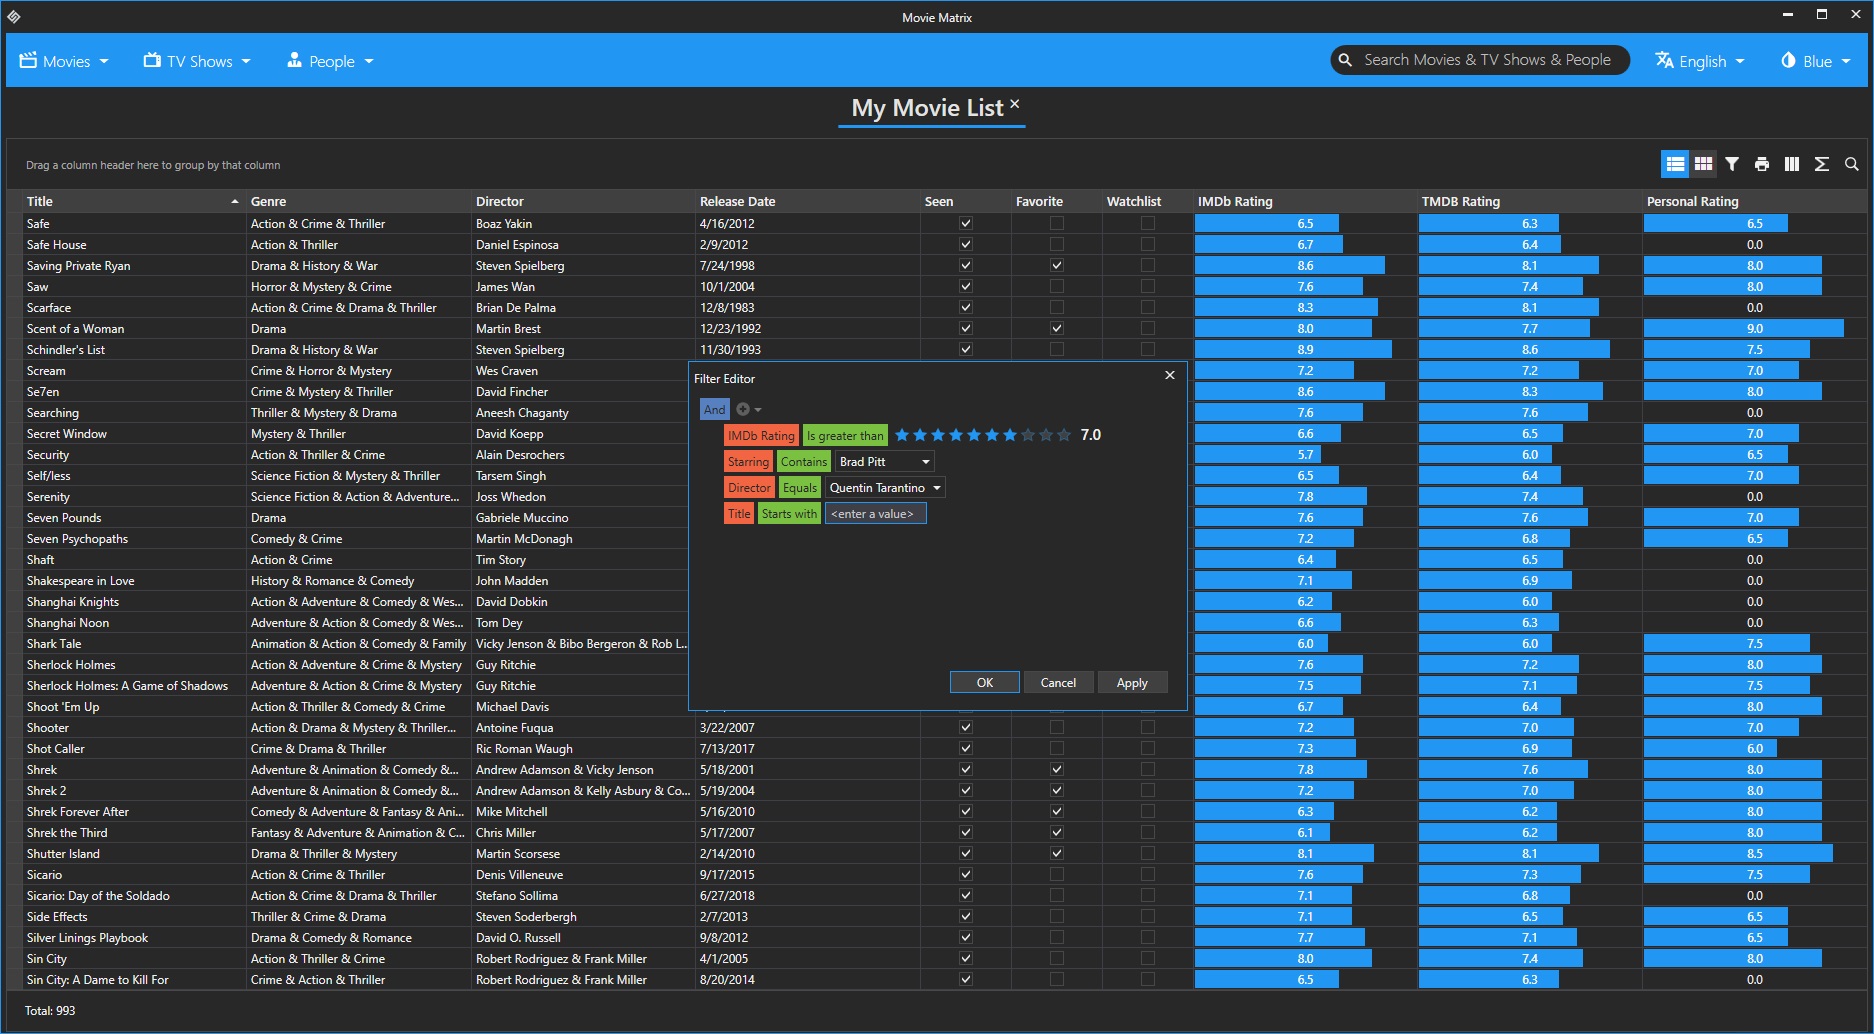 Movie Matrix
Movies TV Shows People Search Movies & TV Shows & People English Blue
My Movie List
Drag a column header here to group by that column
Title Genre Director Release Date Seen Favorite Watchlist IMDb Rating TMDB Rating Personal Rating
Safe Action & Crime & Thriller Boaz Yakin 4/16/2012 6.5 6.3 6.5
Safe House Action & Thriller Daniel Espinosa 2/9/2012 6.7 6.4 0.0
Saving Private Ryan Drama & History & War Steven Spielberg 7/24/1998 8.6 8.1 8.0
Saw Horror & Mystery & Crime James Wan 10/1/2004 7.6 7.4 8.0
Scarface Action & Crime & Drama & Thriller Brian De Palma 12/8/1983 8.3 8.1 0.0
Scent of a Woman Drama Martin Brest 12/23/1992 8.0 7.7 9.0
Schindler's List Drama & History & War Steven Spielberg 11/30/1993 8.9 8.6 7.5
Scream Crime & Horror & Mystery Wes Craven 7.2 7.2 7.0
Se7en Crime & Mystery & Thriller David Fincher 8.6 8.3 8.0
Searching Thriller & Mystery & Drama Aneesh Chaganty 7.6 7.6 0.0
Secret Window Mystery & Thriller David Koepp 6.6 6.5 7.0
Security Action & Thriller & Crime Alain Desrochers 5.7 6.0 6.5
Self/less Science Fiction & Mystery & Thriller Tarsem Singh 6.5 6.4 7.0
Serenity Science Fiction & Action & Adventure... Joss Whedon 7.8 7.4 0.0
Seven Pounds Drama Gabriele Muccino 7.6 7.6 7.0
Seven Psychopaths Comedy & Crime Martin McDonagh 7.2 6.8 6.5
Shaft Action & Crime Tim Story 6.4 6.5 0.0
Shakespeare in Love History & Romance & Comedy John Madden 7.1 6.9 0.0
Shanghai Knights Action & Adventure & Comedy & Wes... David Dobkin 6.2 6.0 0.0
Shanghai Noon Adventure & Action & Comedy & Wes... Tom Dey 6.6 6.3 0.0
Shark Tale Animation & Action & Comedy & Family Vicky Jenson & Bibo Bergeron & Rob L... 6.0 6.0 7.5
Sherlock Holmes Action & Adventure & Crime & Mystery Guy Ritchie 7.6 7.2 8.0
Sherlock Holmes: A Game of Shadows Adventure & Action & Crime & Mystery Guy Ritchie 7.5 7.1 7.5
Shoot 'Em Up Action & Thriller & Comedy & Crime Michael Davis 6.7 6.4 8.0
Shooter Action & Drama & Mystery & Thriller... Antoine Fuqua 3/22/2007 7.2 7.0 7.0
Shot Caller Crime & Drama & Thriller Ric Roman Waugh 7/13/2017 7.3 6.9 6.0
Shrek Adventure & Animation & Comedy &... Andrew Adamson & Vicky Jenson 5/18/2001 7.8 7.6 8.0
Shrek 2 Adventure & Animation & Comedy &... Andrew Adamson & Kelly Asbury & Co... 5/19/2004 7.2 7.0 8.0
Shrek Forever After Comedy & Adventure & Fantasy & Ani... Mike Mitchell 5/16/2010 6.3 6.2 8.0
Shrek the Third Fantasy & Adventure & Animation & C... Chris Miller 5/17/2007 6.1 6.2 8.0
Shutter Island Drama & Thriller & Mystery Martin Scorsese 2/14/2010 8.1 8.1 8.5
Sicario Action & Crime & Thriller Denis Villeneuve 9/17/2015 7.6 7.3 7.5
Sicario: Day of the Soldado Action & Crime & Drama & Thriller Stefano Sollima 6/27/2018 7.1 6.8 0.0
Side Effects Thriller & Crime & Drama Steven Soderbergh 2/7/2013 7.1 6.5 6.5
Silver Linings Playbook Drama & Comedy & Romance David O. Russell 9/8/2012 7.7 7.1 6.5
Sin City Action & Thriller & Crime Robert Rodriguez & Frank Miller 4/1/2005 8.0 7.4 8.0
Sin City: A Dame to Kill For Crime & Action & Thriller Robert Rodriguez & Frank Miller 8/20/2014 6.5 6.3 0.0
Total: 993
Filter Editor
And
IMDb Rating Is greater than 7.0
Starring Contains Brad Pitt
Director Equals Quentin Tarantino
Title Starts with <enter a value>
OK Cancel Apply